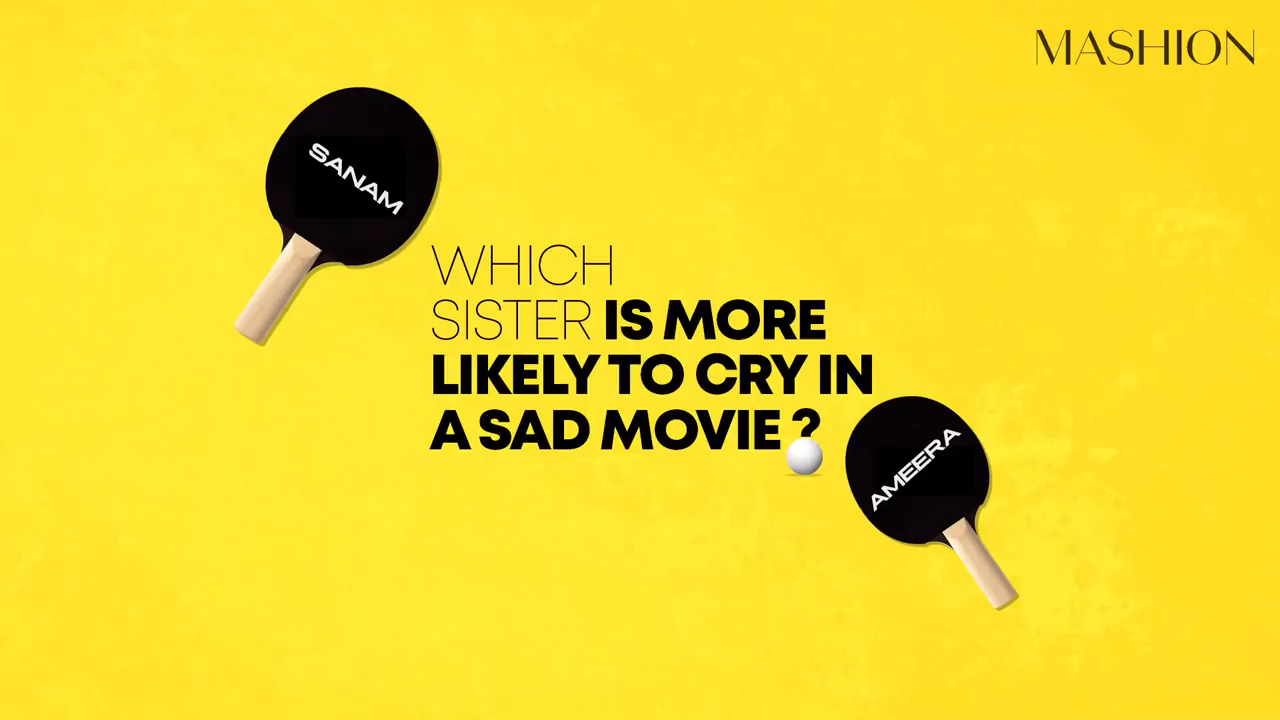 MASHION
SANAM
WHICH
SISTER IS MORE
LIKELY TO CRY IN
A SAD MOVIE ?
AMEERA